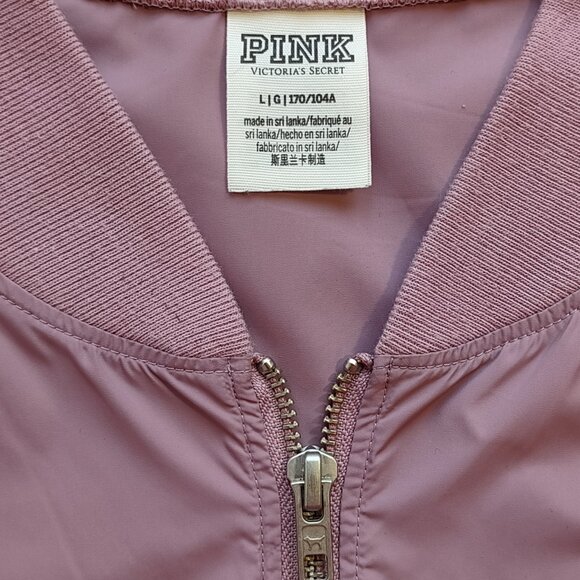 PINK
VICTORIA'S SECRET
L|G|170/104A
made in sri lanka/fabriqué au
sri lanka/hecho en sri lanka/
fabbricato in sri lanka/
斯里兰卡制造